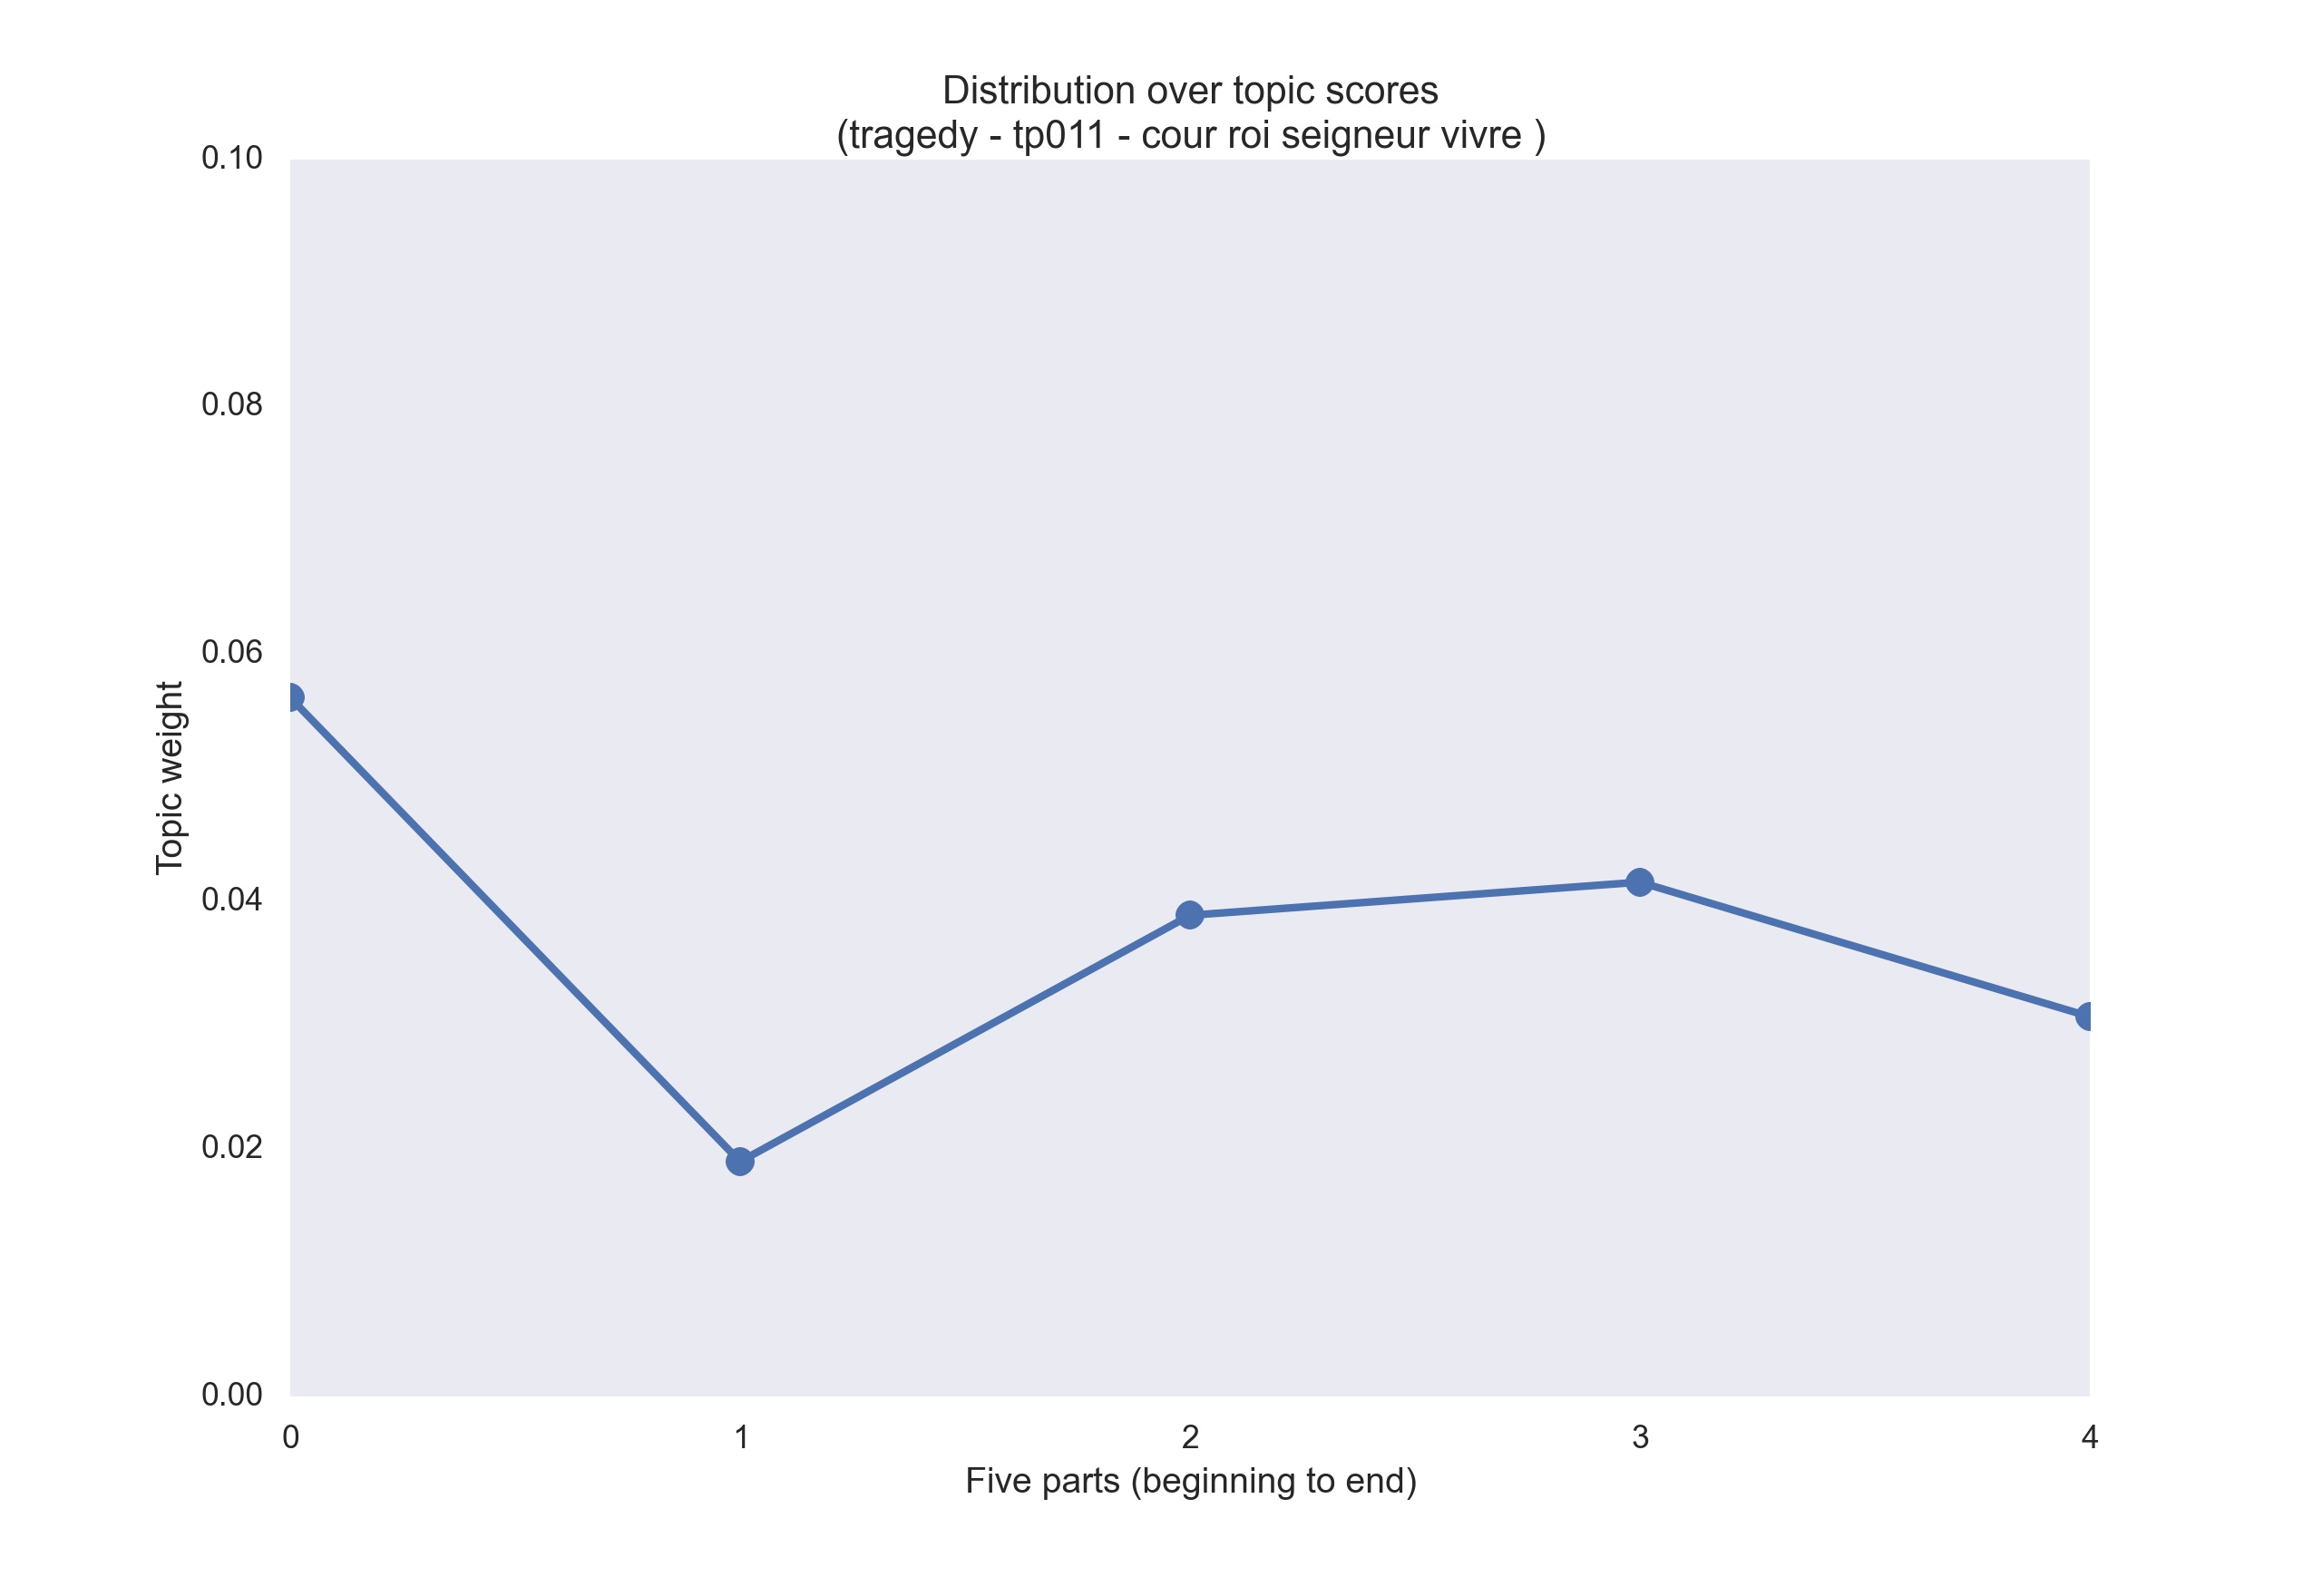 Distribution over topic scores
(tragedy - tp011 - cour roi seigneur vivre )
0.10
0.08
0.06
0.04
0.02
0.00
Topic weight
0
1
2
3
4
Five parts (beginning to end)